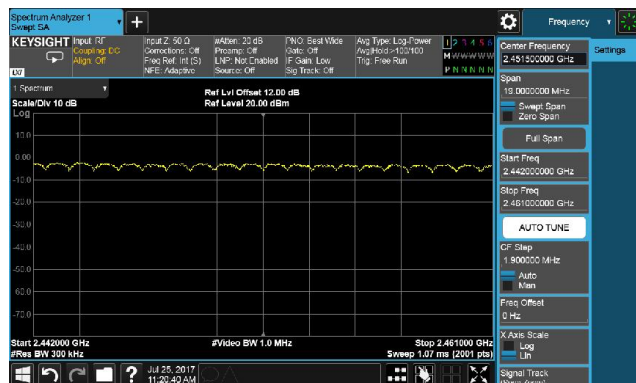 Spectrum Analyzer 1
Swept SA
+
Frequency
KEYSIGHT
Input: RF
Coupling: DC
Align: Off
Input Z: 50 Ω
Corrections: Off
Freq Ref: Int (S)
NFE: Adaptive
#Atten: 20 dB
Preamp: Off
LNP: Not Enabled
Source: Off
PNO: Best Wide
Gate: Off
IF Gain: Low
Sig Track: Off
Avg Type: Log-Power
Avg|Hold:>100/100
Trig: Free Run
1 2 3 4 5 6
M W W W W W
P N N N N N
LXI
1 Spectrum
Scale/Div 10 dB
Ref Lvl Offset 12.00 dB
Ref Level 20.00 dBm
Log
10.0
0.00
-10.0
-20.0
-30.0
-40.0
-50.0
-60.0
-70.0
Start 2.442000 GHz
#Res BW 300 kHz
#Video BW 1.0 MHz
Stop 2.461000 GHz
Sweep 1.07 ms (2001 pts)
?
Jul 25, 2017
11:20:40 AM
Center Frequency
2.451500000 GHz
Settings
Span
19.0000000 MHz
Swept Span
Zero Span
Full Span
Start Freq
2.442000000 GHz
Stop Freq
2.461000000 GHz
AUTO TUNE
CF Step
1.900000 MHz
Auto
Man
Freq Offset
0 Hz
X Axis Scale
Log
Lin
Signal Track